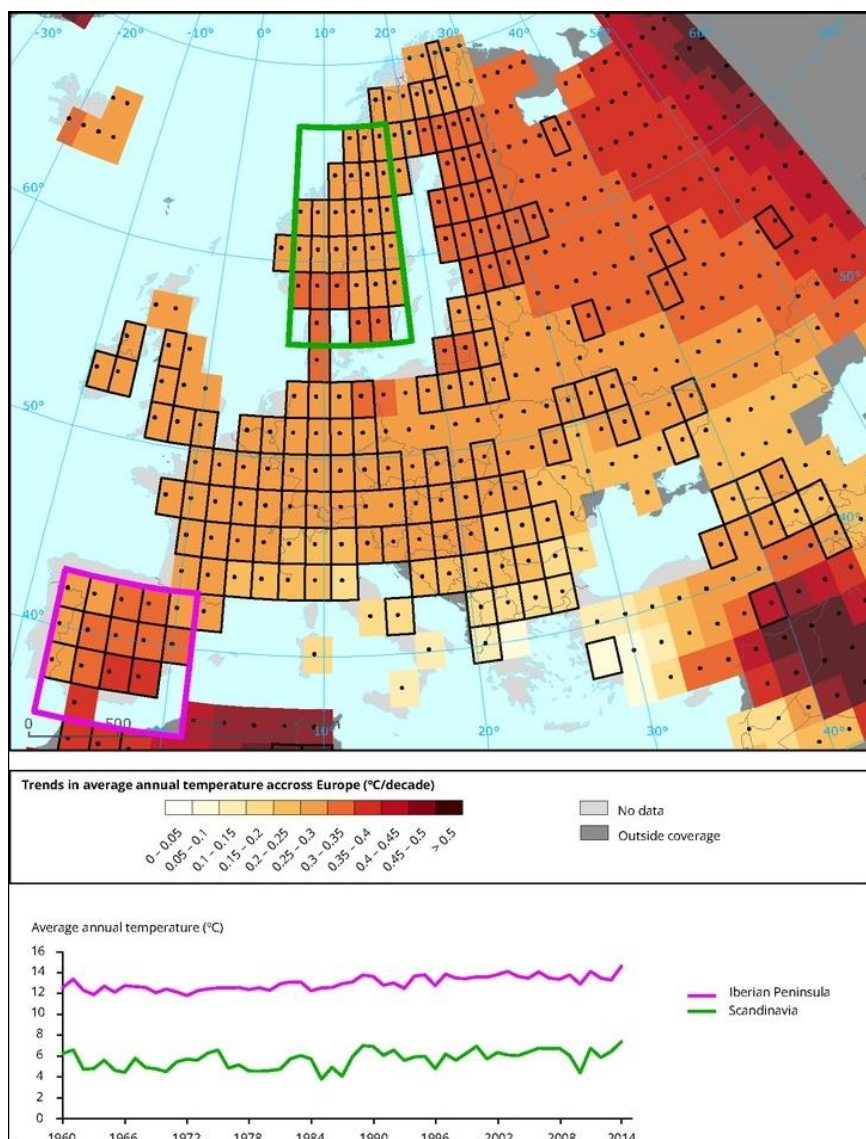 -30° -20° -10° 0° 10° 20° 30° 40° 50° 60°
60°
50°
50°
40°
40°
0 500
10° 20° 30° 40°
Trends in average annual temperature accross Europe (°C/decade)
0 – 0.05
0.05 – 0.1
0.1 – 0.15
0.15 – 0.2
0.2 – 0.25
0.25 – 0.3
0.3 – 0.35
0.35 – 0.4
0.4 – 0.45
0.45 – 0.5
> 0.5
No data
Outside coverage
Average annual temperature (°C)
16
14
12
10
8
6
4
2
0
Iberian Peninsula
Scandinavia
1960 1966 1972 1978 1984 1990 1996 2002 2008 2014